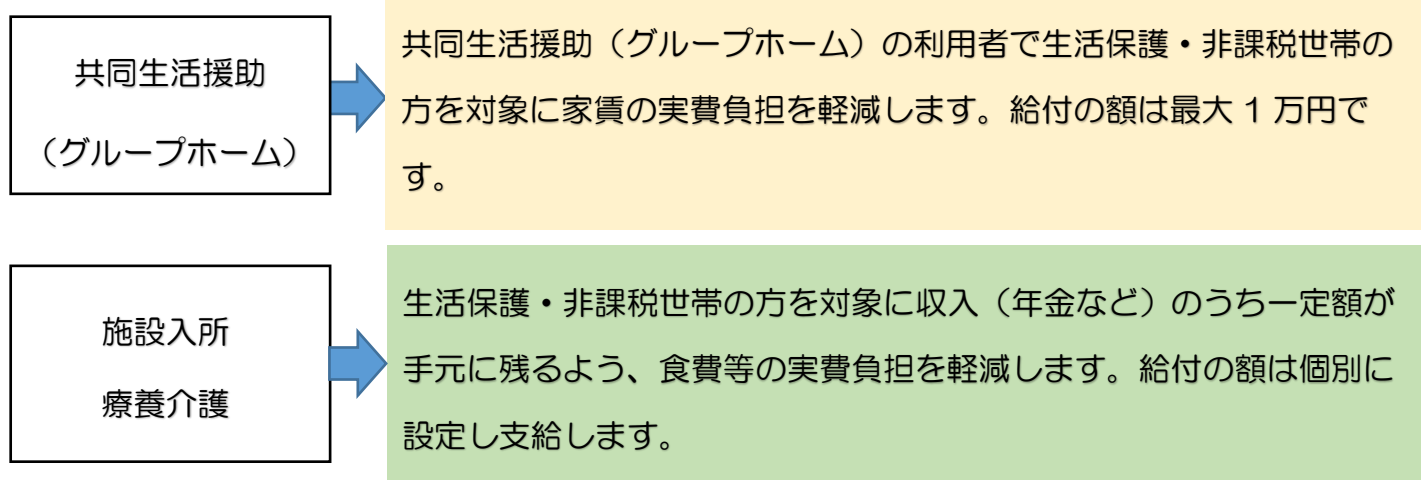 共同生活援助
（グループホーム）
共同生活援助（グループホーム）の利用者で生活保護・非課税世帯の
方を対象に家賃の実費負担を軽減します。給付の額は最大 1 万円で
す。
施設入所
療養介護
生活保護・非課税世帯の方を対象に収入（年金など）のうち一定額が
手元に残るよう、食費等の実費負担を軽減します。給付の額は個別に
設定し支給します。